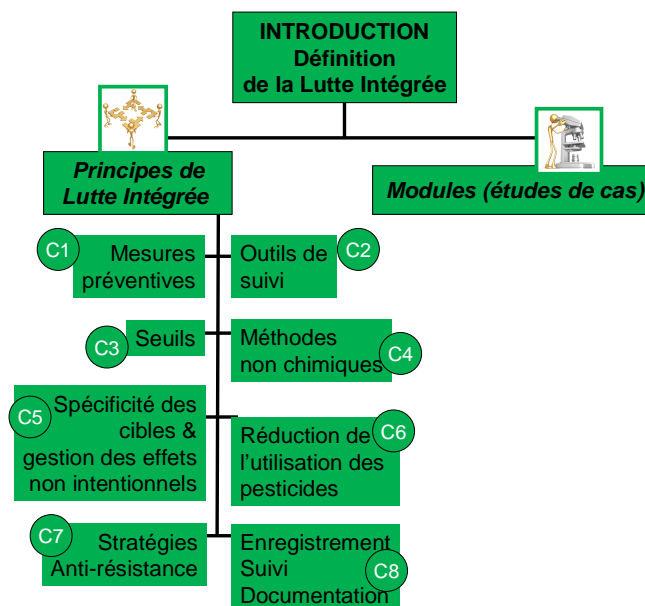 INTRODUCTION
Définition
de la Lutte Intégrée
Principes de
Lutte Intégrée
Modules (études de cas)
C1
Mesures
préventives
Outils de
suivi
C2
C3
Seuils
Méthodes
non chimiques
C4
C5
Spécificité des
cibles &
gestion des effets
non intentionnels
Réduction de
l'utilisation des
pesticides
C6
C7
Stratégies
Anti-résistance
Enregistrement
Suivi
Documentation
C8